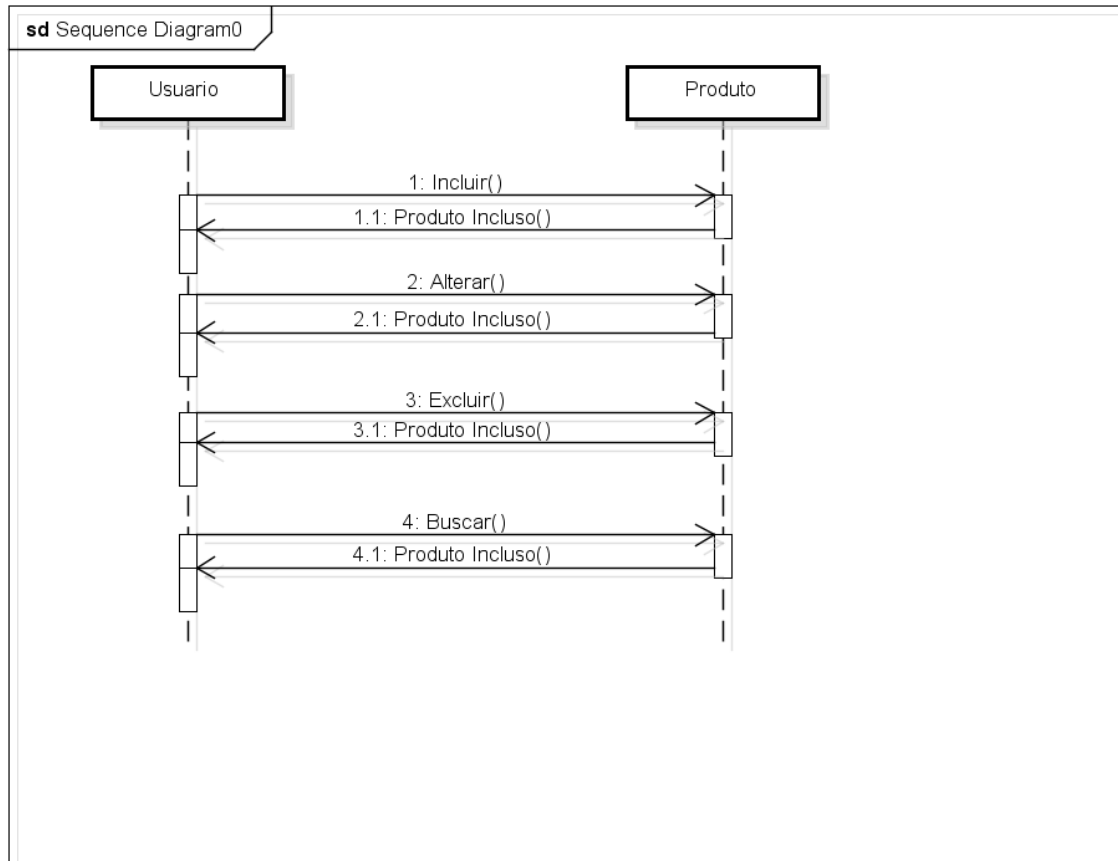 sd Sequence Diagram0
Usuario
Produto
1: Incluir()
1.1: Produto Incluso()
2: Alterar()
2.1: Produto Incluso()
3: Excluir()
3.1: Produto Incluso()
4: Buscar()
4.1: Produto Incluso()